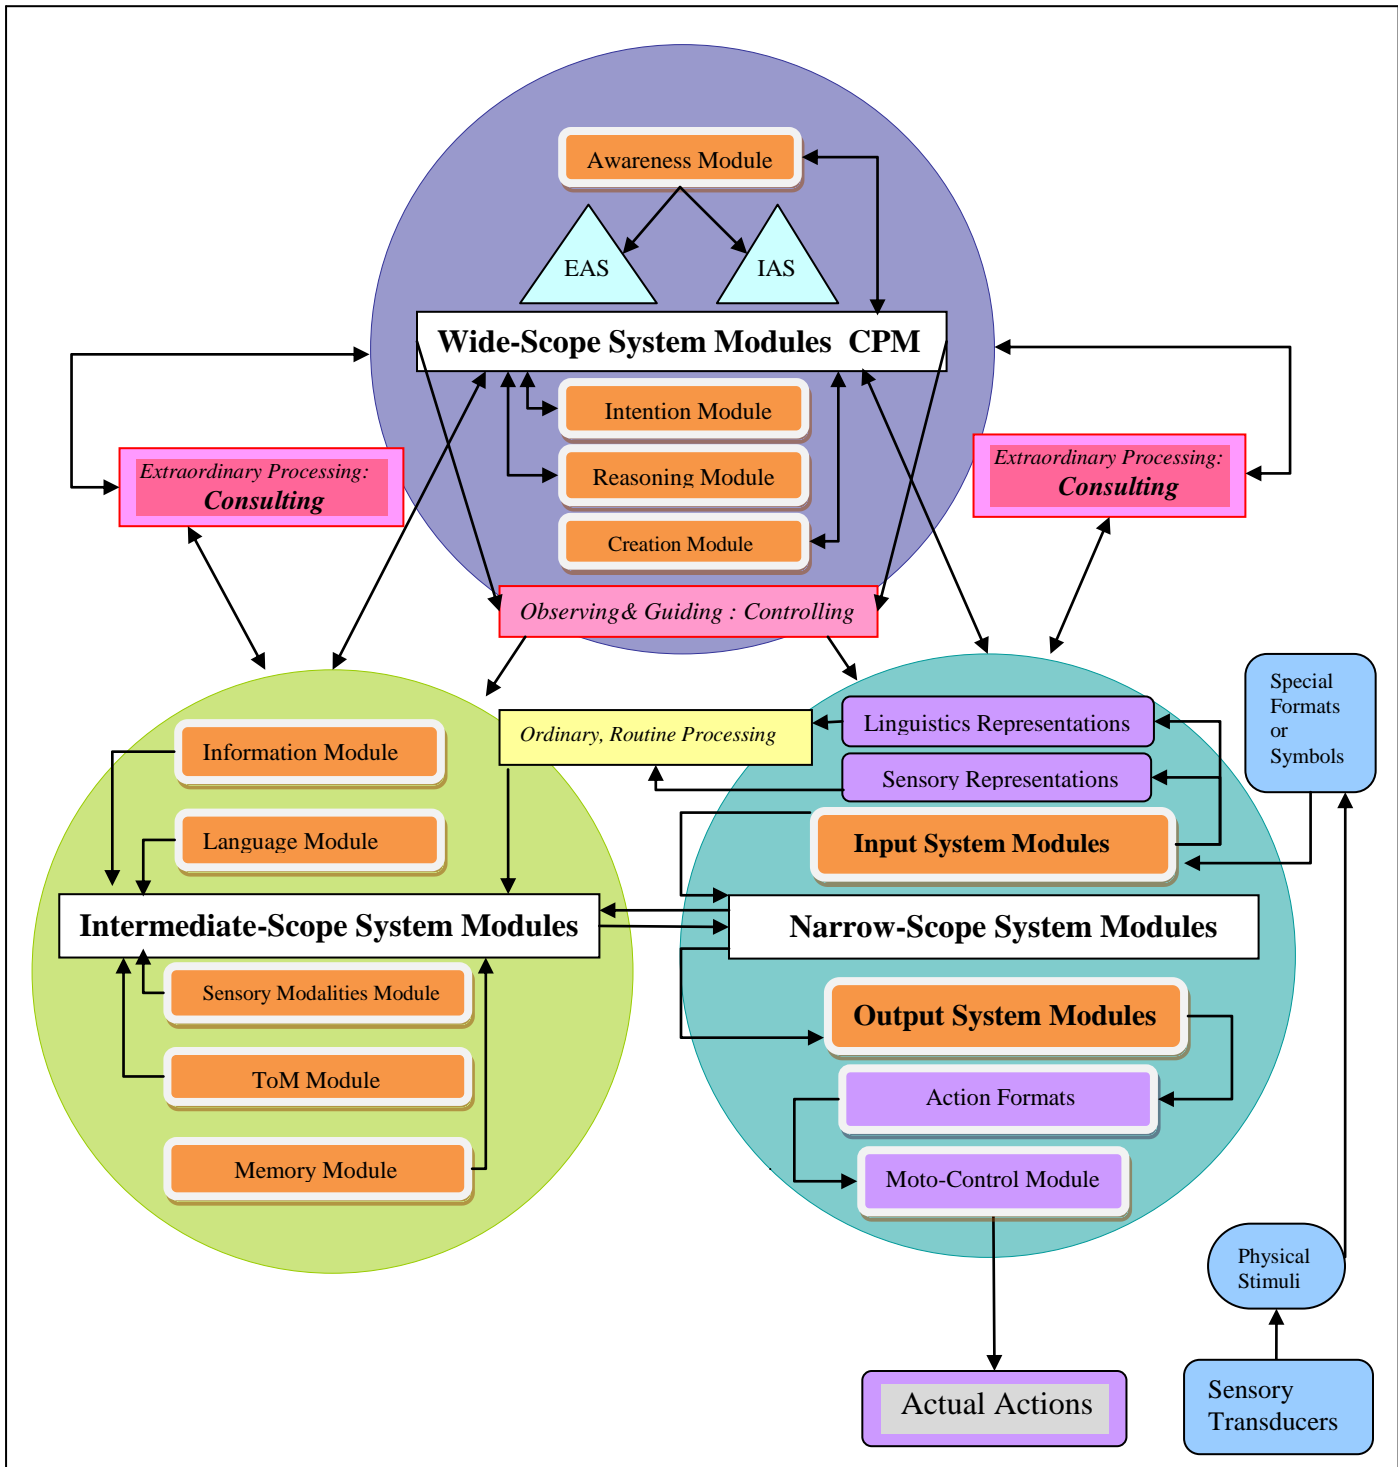 Awareness Module
EAS
IAS
Wide-Scope System Modules  CPM
Intention Module
Reasoning Module
Creation Module
Extraordinary Processing:
Consulting
Extraordinary Processing:
Consulting
Observing& Guiding : Controlling
Information Module
Language Module
Intermediate-Scope System Modules
Sensory Modalities Module
ToM Module
Memory Module
Ordinary, Routine Processing
Linguistics Representations
Sensory Representations
Input System Modules
Narrow-Scope System Modules
Output System Modules
Action Formats
Moto-Control Module
Actual Actions
Special
Formats
or
Symbols
Physical
Stimuli
Sensory
Transducers